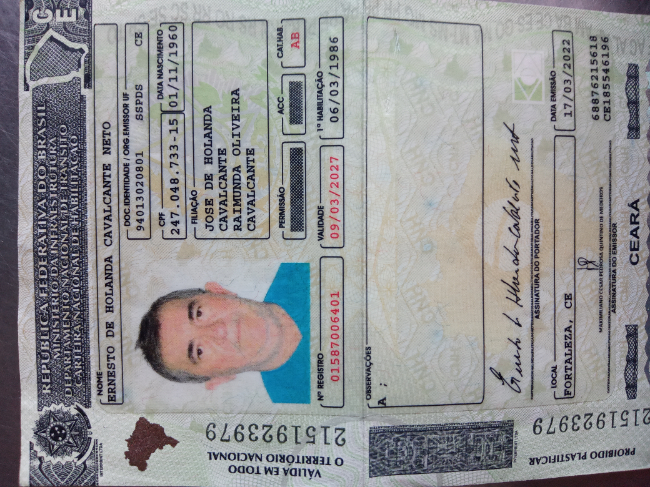 REPÚBLICA FEDERATIVA DO BRASIL
MINISTÉRIO DA INFRAESTRUTURA
DEPARTAMENTO NACIONAL DE TRÂNSITO
CARTEIRA NACIONAL DE HABILITAÇÃO
CE
NOME
ERNESTO DE HOLANDA CAVALCANTE NETO
DOC. IDENTIDADE / ORG. EMISSOR UF
94013020801 SSPDS CE
CPF DATA NASCIMENTO
247.048.733-15 01/11/1960
FILIAÇÃO
JOSE DE HOLANDA
CAVALCANTE
RAIMUNDA OLIVEIRA
CAVALCANTE
PERMISSÃO ACC CAT.HAB.
AB
Nº REGISTRO VALIDADE 1ª HABILITAÇÃO
01587006401 09/03/2027 06/03/1986
VÁLIDA EM TODO
O TERRITÓRIO NACIONAL
2151923979
OBSERVAÇÕES
A ;
ASSINATURA DO PORTADOR
LOCAL DATA EMISSÃO
FORTALEZA, CE 17/03/2022
68876215618
CE185546196
ASSINATURA DO EMISSOR
CEARÁ
PROIBIDO PLASTIFICAR
2151923979